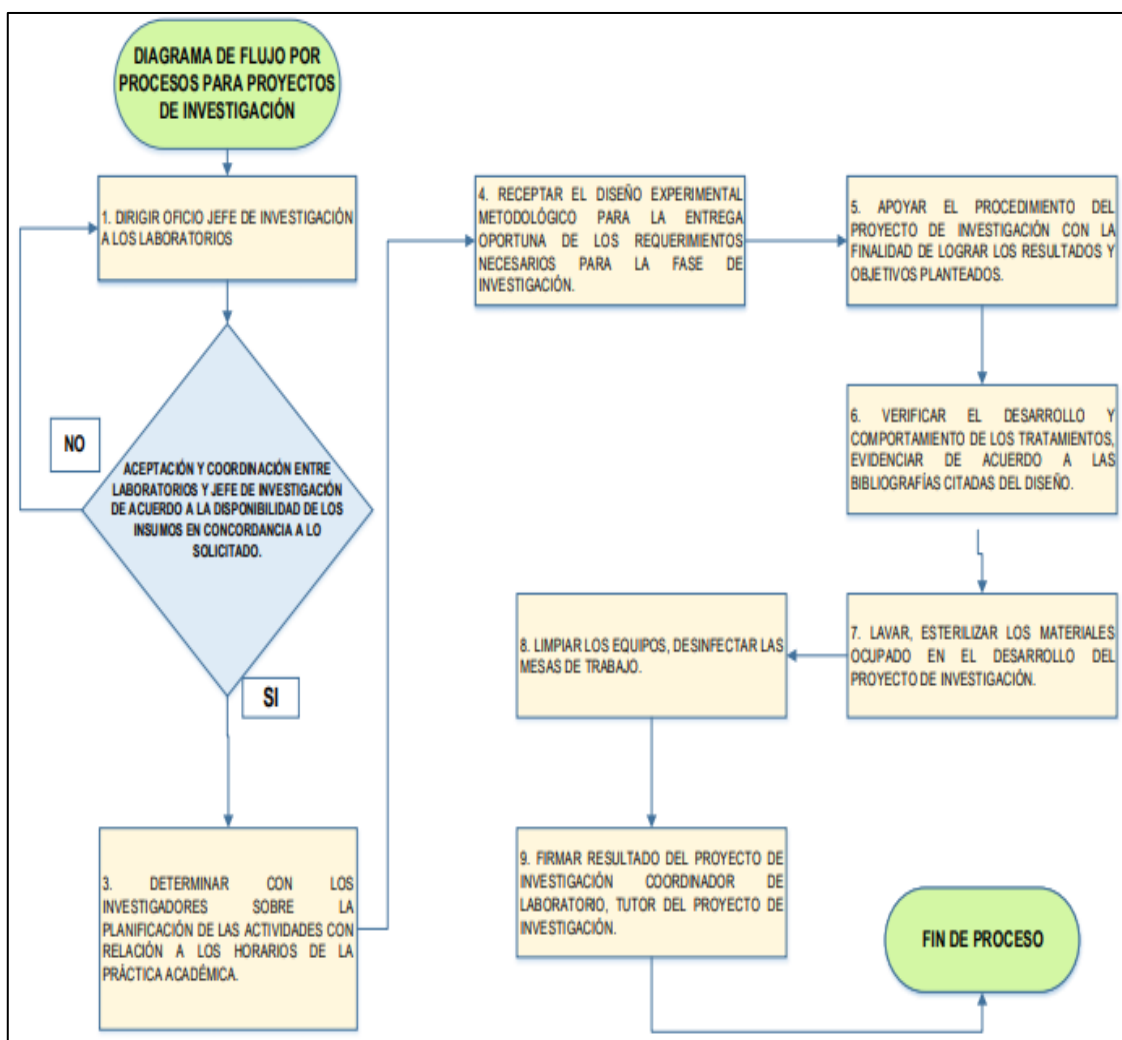 DIAGRAMA DE FLUJO POR
PROCESOS PARA PROYECTOS
DE INVESTIGACIÓN
1. DIRIGIR OFICIO JEFE DE INVESTIGACIÓN
A LOS LABORATORIOS
NO
ACEPTACIÓN Y COORDINACIÓN ENTRE
LABORATORIOS Y JEFE DE INVESTIGACIÓN
DE ACUERDO A LA DISPONIBILIDAD DE LOS
INSUMOS EN CONCORDANCIA A LO
SOLICITADO.
SI
3. DETERMINAR CON LOS
INVESTIGADORES SOBRE LA
PLANIFICACIÓN DE LAS ACTIVIDADES CON
RELACIÓN A LOS HORARIOS DE LA
PRÁCTICA ACADÉMICA.
4. RECEPTAR EL DISEÑO EXPERIMENTAL
METODOLÓGICO PARA LA ENTREGA
OPORTUNA DE LOS REQUERIMIENTOS
NECESARIOS PARA LA FASE DE
INVESTIGACIÓN.
5. APOYAR EL PROCEDIMIENTO DEL
PROYECTO DE INVESTIGACIÓN CON LA
FINALIDAD DE LOGRAR LOS RESULTADOS Y
OBJETIVOS PLANTEADOS.
6. VERIFICAR EL DESARROLLO Y
COMPORTAMIENTO DE LOS TRATAMIENTOS,
EVIDENCIAR DE ACUERDO A LAS
BIBLIOGRAFÍAS CITADAS DEL DISEÑO.
7. LAVAR, ESTERILIZAR LOS MATERIALES
OCUPADO EN EL DESARROLLO DEL
PROYECTO DE INVESTIGACIÓN.
8. LIMPIAR LOS EQUIPOS, DESINFECTAR LAS
MESAS DE TRABAJO.
9. FIRMAR RESULTADO DEL PROYECTO DE
INVESTIGACIÓN COORDINADOR DE
LABORATORIO, TUTOR DEL PROYECTO DE
INVESTIGACIÓN.
FIN DE PROCESO